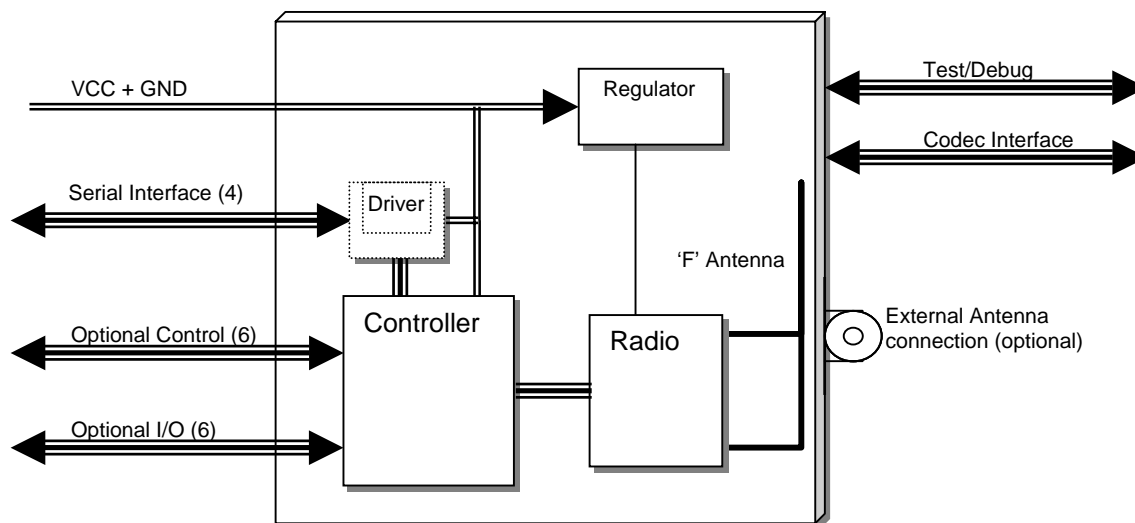 VCC + GND
Regulator
Test/Debug
Codec Interface
Serial Interface (4)
Driver
‘F’ Antenna
Controller
Radio
External Antenna
connection (optional)
Optional Control (6)
Optional I/O (6)